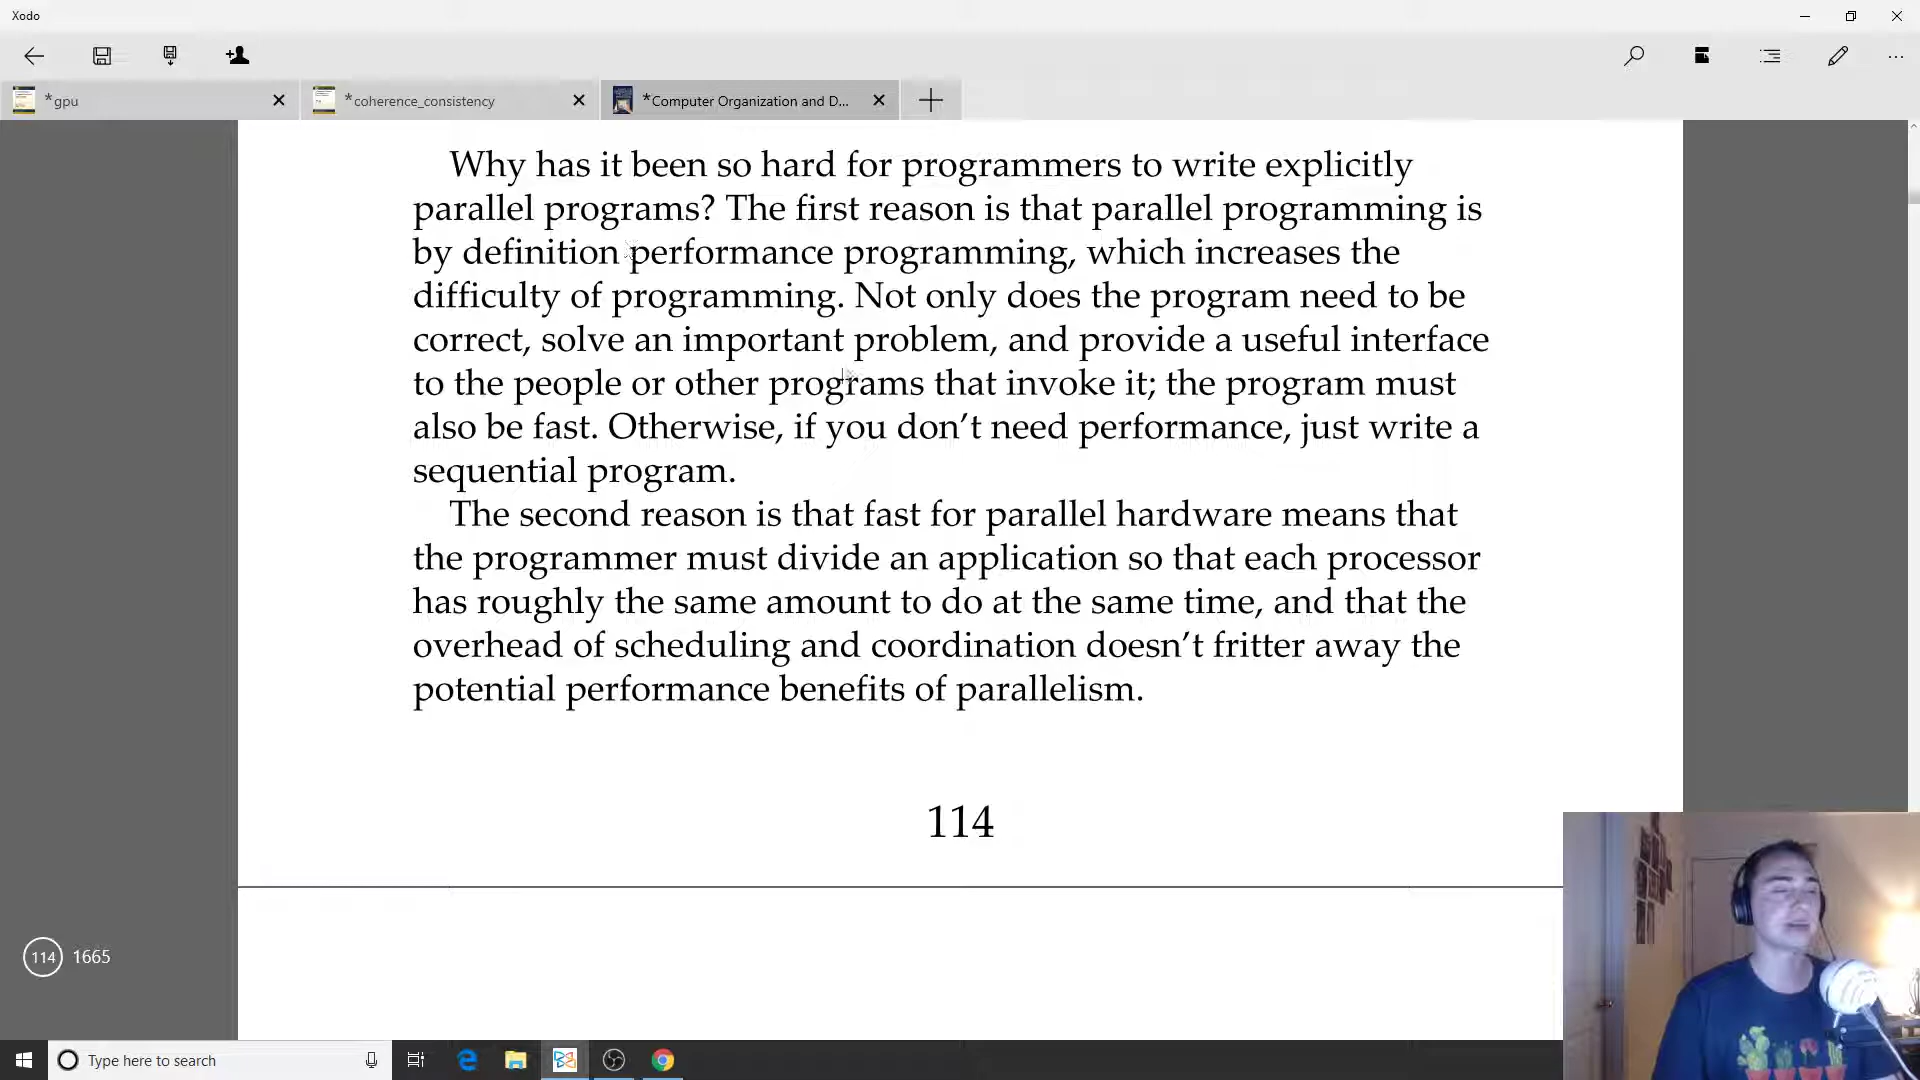 Xodo
*gpu
*coherence_consistency
*Computer Organization and D...
Why has it been so hard for programmers to write explicitly
parallel programs? The first reason is that parallel programming is
by definition performance programming, which increases the
difficulty of programming. Not only does the program need to be
correct, solve an important problem, and provide a useful interface
to the people or other programs that invoke it; the program must
also be fast. Otherwise, if you don’t need performance, just write a
sequential program.
The second reason is that fast for parallel hardware means that
the programmer must divide an application so that each processor
has roughly the same amount to do at the same time, and that the
overhead of scheduling and coordination doesn’t fritter away the
potential performance benefits of parallelism.
114
114 1665
Type here to search